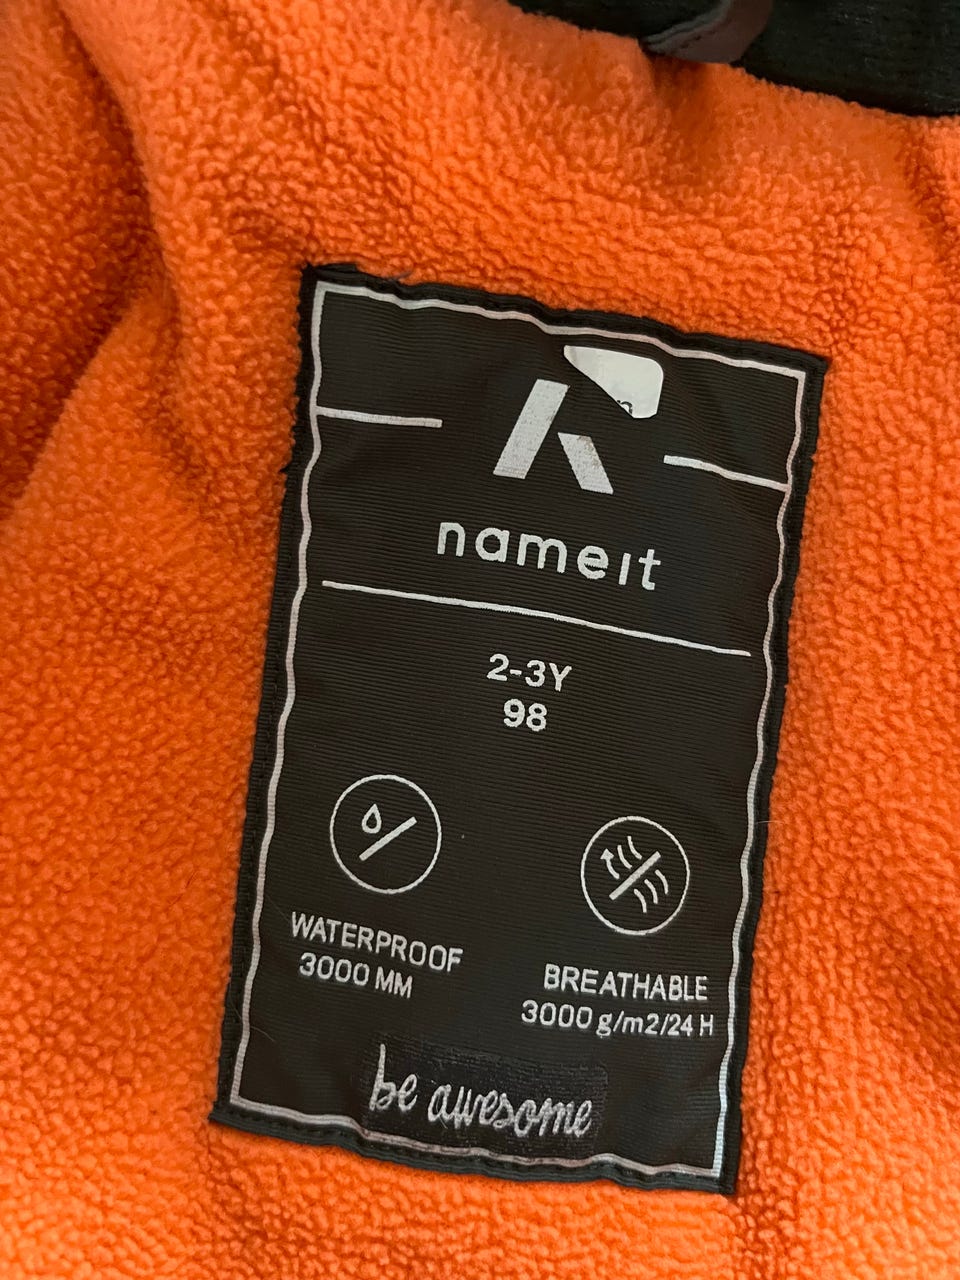 nameit
2-3Y
98
WATERPROOF
3000 MM
BREATHABLE
3000 g/m2/24 H
be awesome